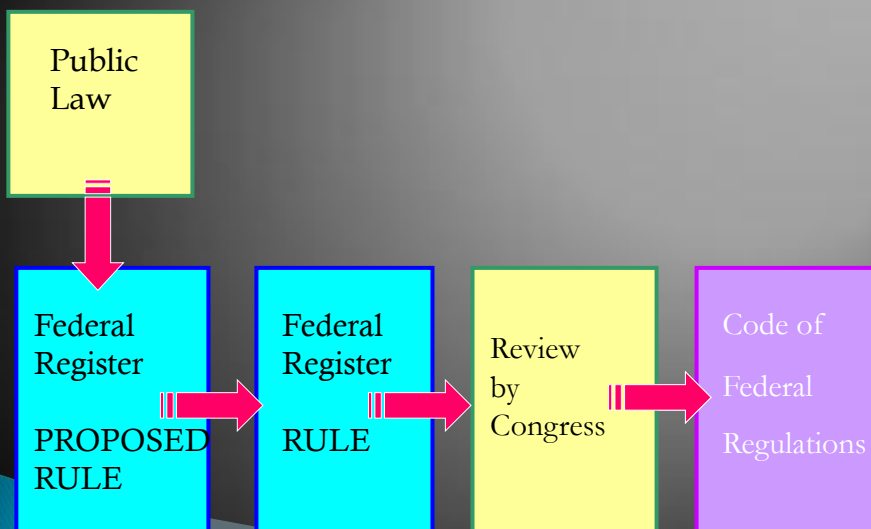 Public
Law
Federal
Register
PROPOSED
RULE
Federal
Register
RULE
Review
by
Congress
Code of
Federal
Regulations